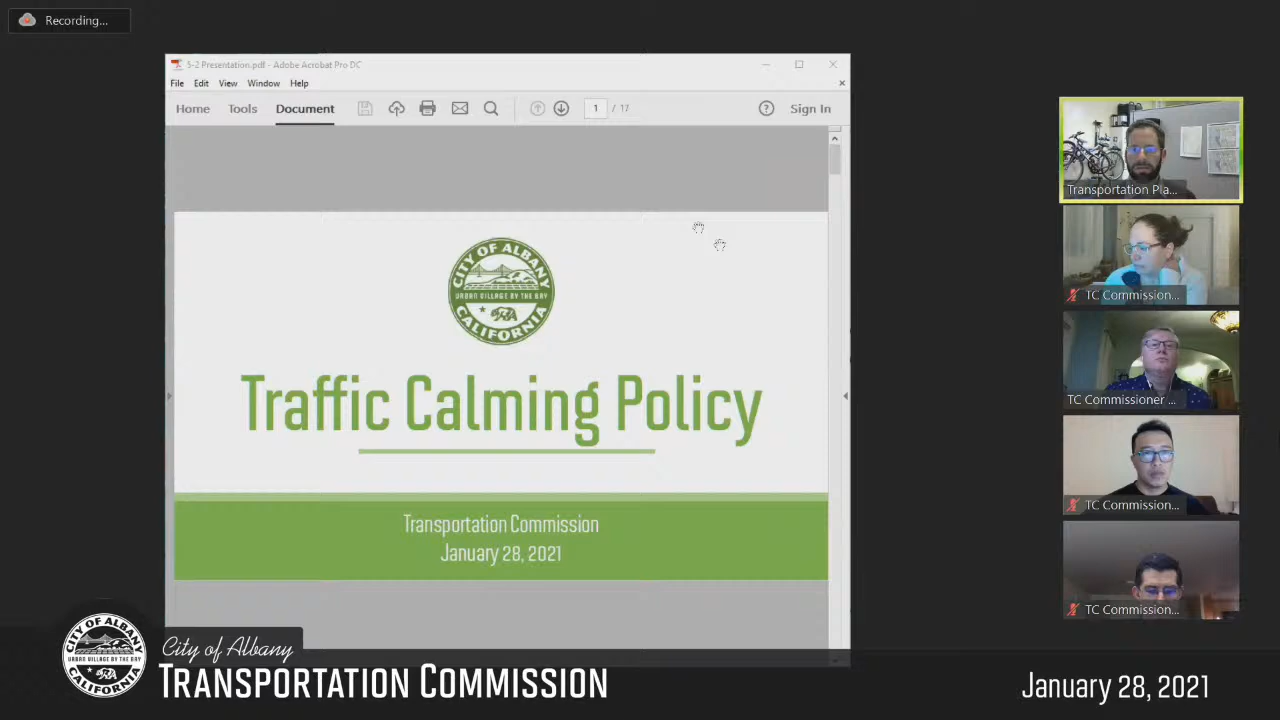 Recording...
5-2 Presentation.pdf - Adobe Acrobat Pro DC
File Edit View Window Help
Home Tools Document 1 / 17 Sign In
CITY OF ALBANY
URBAN VILLAGE BY THE BAY
CALIFORNIA
Traffic Calming Policy
Transportation Commission
January 28, 2021
Transportation Pla...
TC Commission...
TC Commissioner ...
TC Commission...
TC Commission...
CITY OF ALBANY
URBAN VILLAGE BY THE BAY
CALIFORNIA
City of Albany
TRANSPORTATION COMMISSION
January 28, 2021